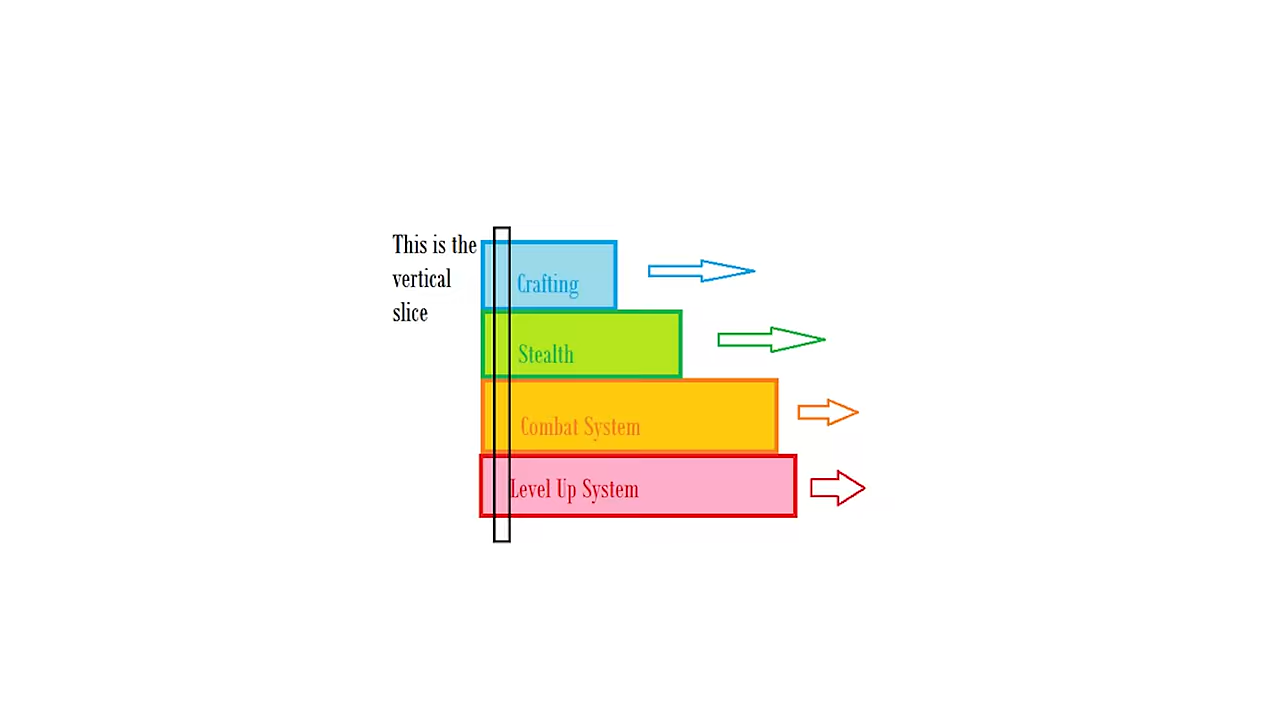 This is the
vertical
slice
Crafting
Stealth
Combat System
Level Up System